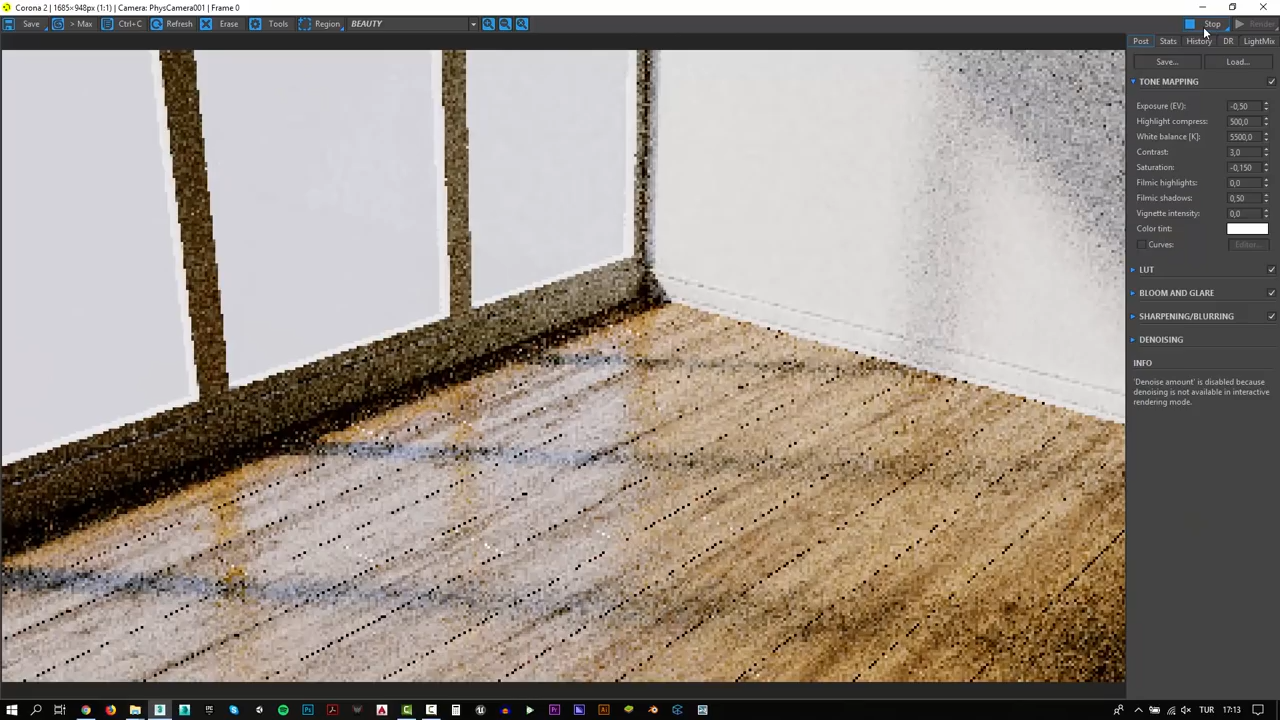 Corona 2 | 1685×948px (1:1) | Camera: PhysCamera001 | Frame 0
Save
> Max
Ctrl+C
Refresh
Erase
Tools
Region
BEAUTY
Stop
Render
Post
Stats
History
DR
LightMix
Save...
Load...
TONE MAPPING
Exposure (EV): -0,50
Highlight compress: 500,0
White balance [K]: 5500,0
Contrast: 3,0
Saturation: -0,150
Filmic highlights: 0,0
Filmic shadows: 0,50
Vignette intensity: 0,0
Color tint:
Curves: Editor...
LUT
BLOOM AND GLARE
SHARPENING/BLURRING
DENOISING
INFO
'Denoise amount' is disabled because
denoising is not available in interactive
rendering mode.
TUR
17:13